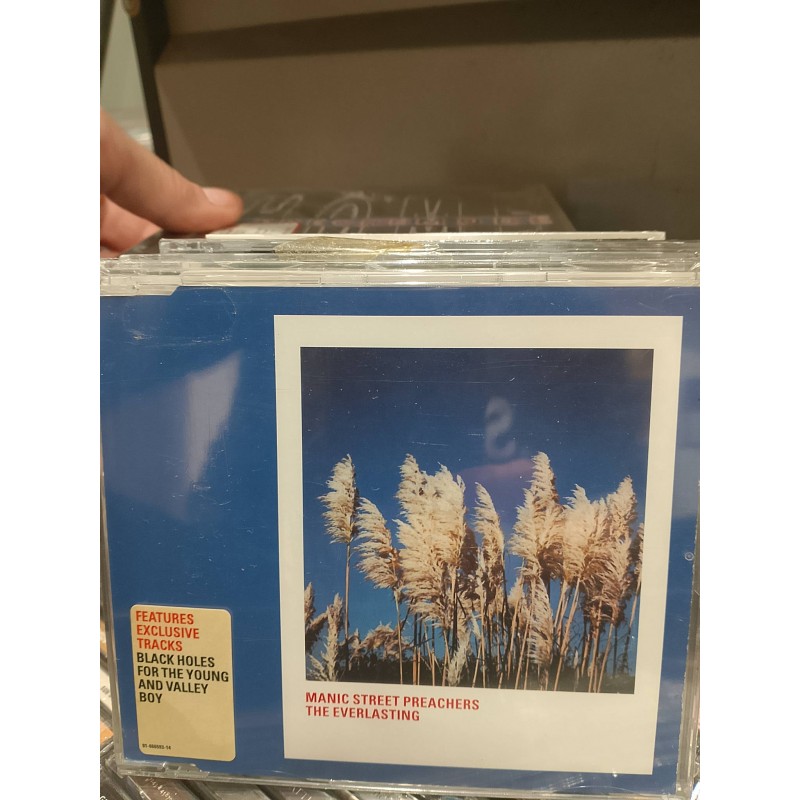 FEATURES
EXCLUSIVE
TRACKS
BLACK HOLES
FOR THE YOUNG
AND VALLEY
BOY
MANIC STREET PREACHERS
THE EVERLASTING